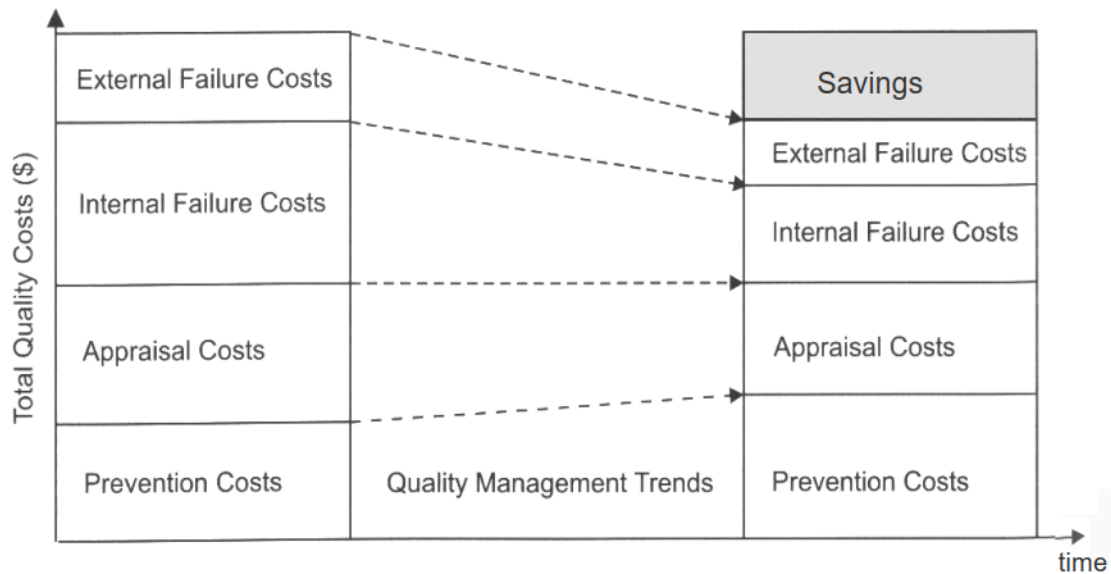 Total Quality Costs ($)
External Failure Costs
Internal Failure Costs
Appraisal Costs
Prevention Costs
Quality Management Trends
Savings
External Failure Costs
Internal Failure Costs
Appraisal Costs
Prevention Costs
time